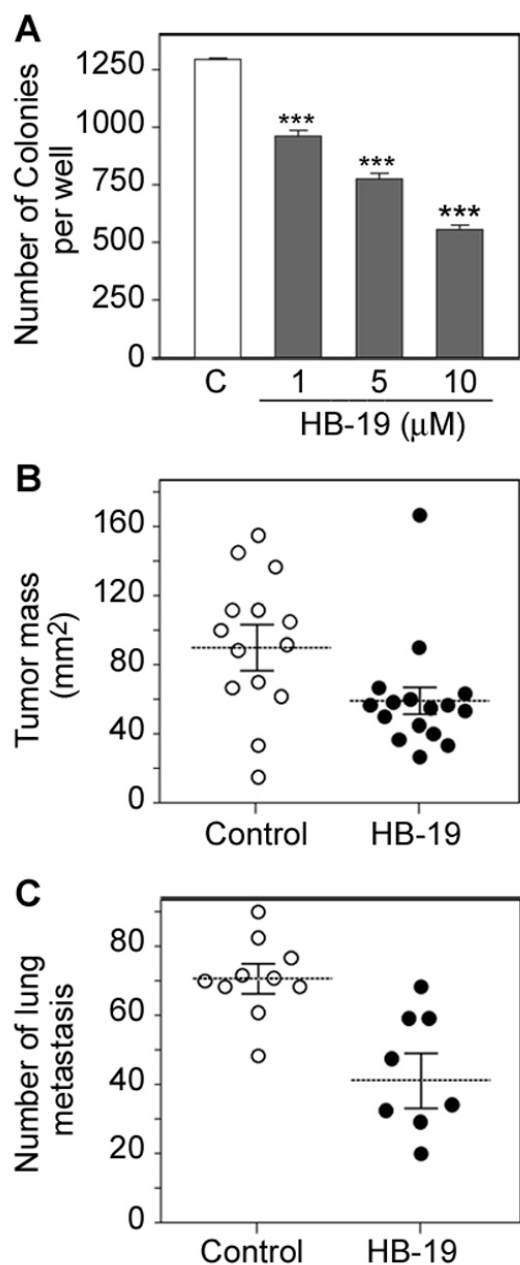 A
Number of Colonies
per well
1250
1000
750
500
250
0
***
***
***
C 1 5 10
HB-19 (μM)
B
Tumor mass
(mm2)
160
120
80
40
0
Control HB-19
C
Number of lung
metastasis
80
60
40
20
0
Control HB-19